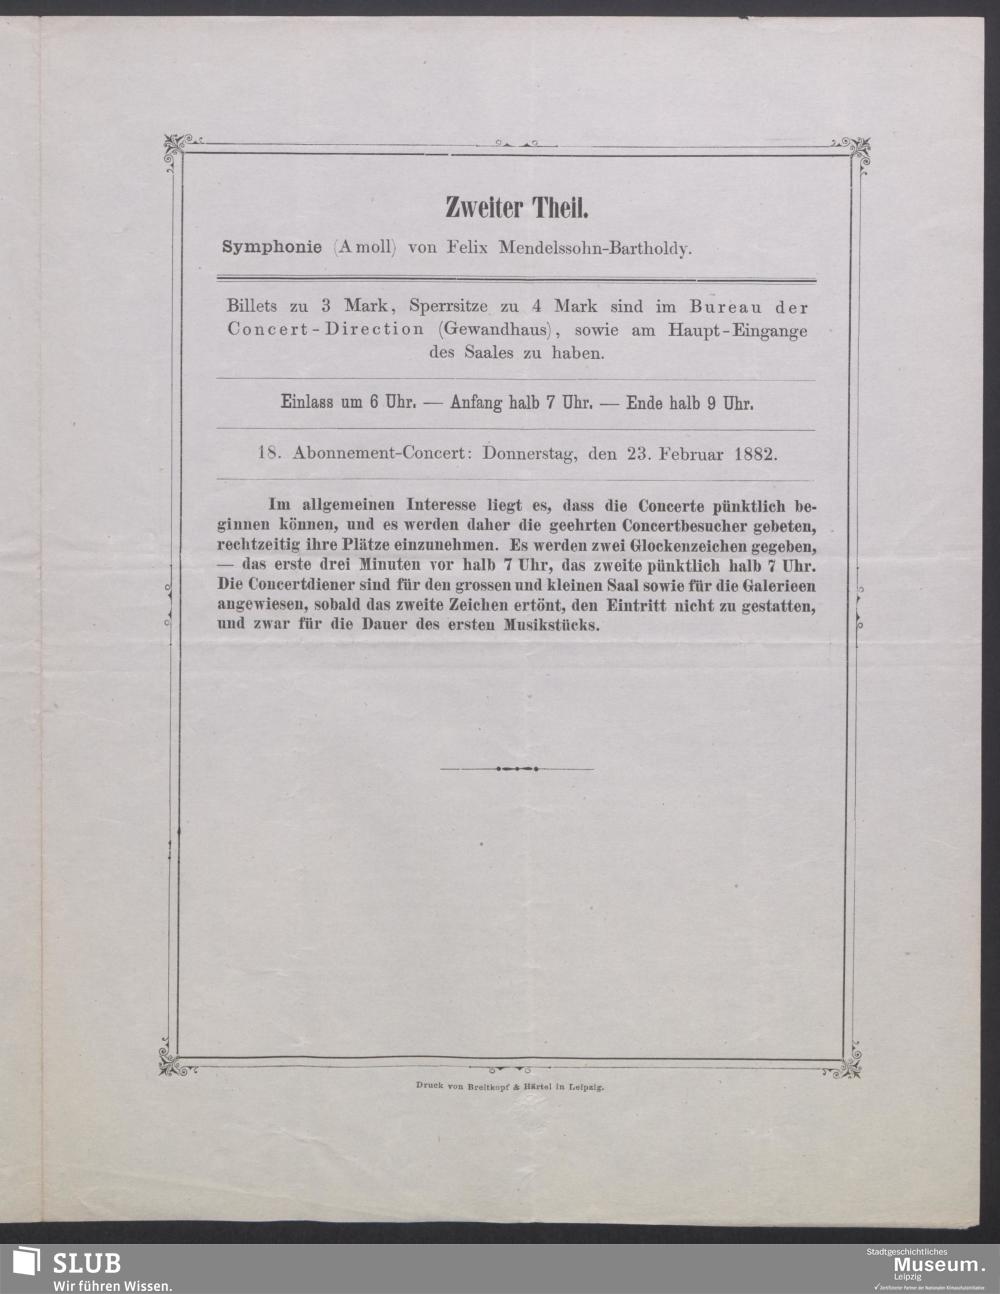 Zweiter Theil.
Symphonie (A moll) von Felix Mendelssohn-Bartholdy.
Billets zu 3 Mark, Sperrsitze zu 4 Mark sind im Bureau der
Concert-Direction (Gewandhaus), sowie am Haupt-Eingange
des Saales zu haben.
Einlass um 6 Uhr. — Anfang halb 7 Uhr. — Ende halb 9 Uhr.
18. Abonnement-Concert: Donnerstag, den 23. Februar 1882.
Im allgemeinen Interesse liegt es, dass die Concerte pünktlich be-
ginnen können, und es werden daher die geehrten Concertbesucher gebeten,
rechtzeitig ihre Plätze einzunehmen. Es werden zwei Glockenzeichen gegeben,
— das erste drei Minuten vor halb 7 Uhr, das zweite pünktlich halb 7 Uhr.
Die Concertdiener sind für den grossen und kleinen Saal sowie für die Galerieen
angewiesen, sobald das zweite Zeichen ertönt, den Eintritt nicht zu gestatten,
und zwar für die Dauer des ersten Musikstücks.
Druck von Breitkopf & Härtel in Leipzig.
SLUB
Wir führen Wissen.
Stadtgeschichtliches
Museum.
Leipzig
Zertifizierter Partner der Nationalen Klimaschutzinitiative